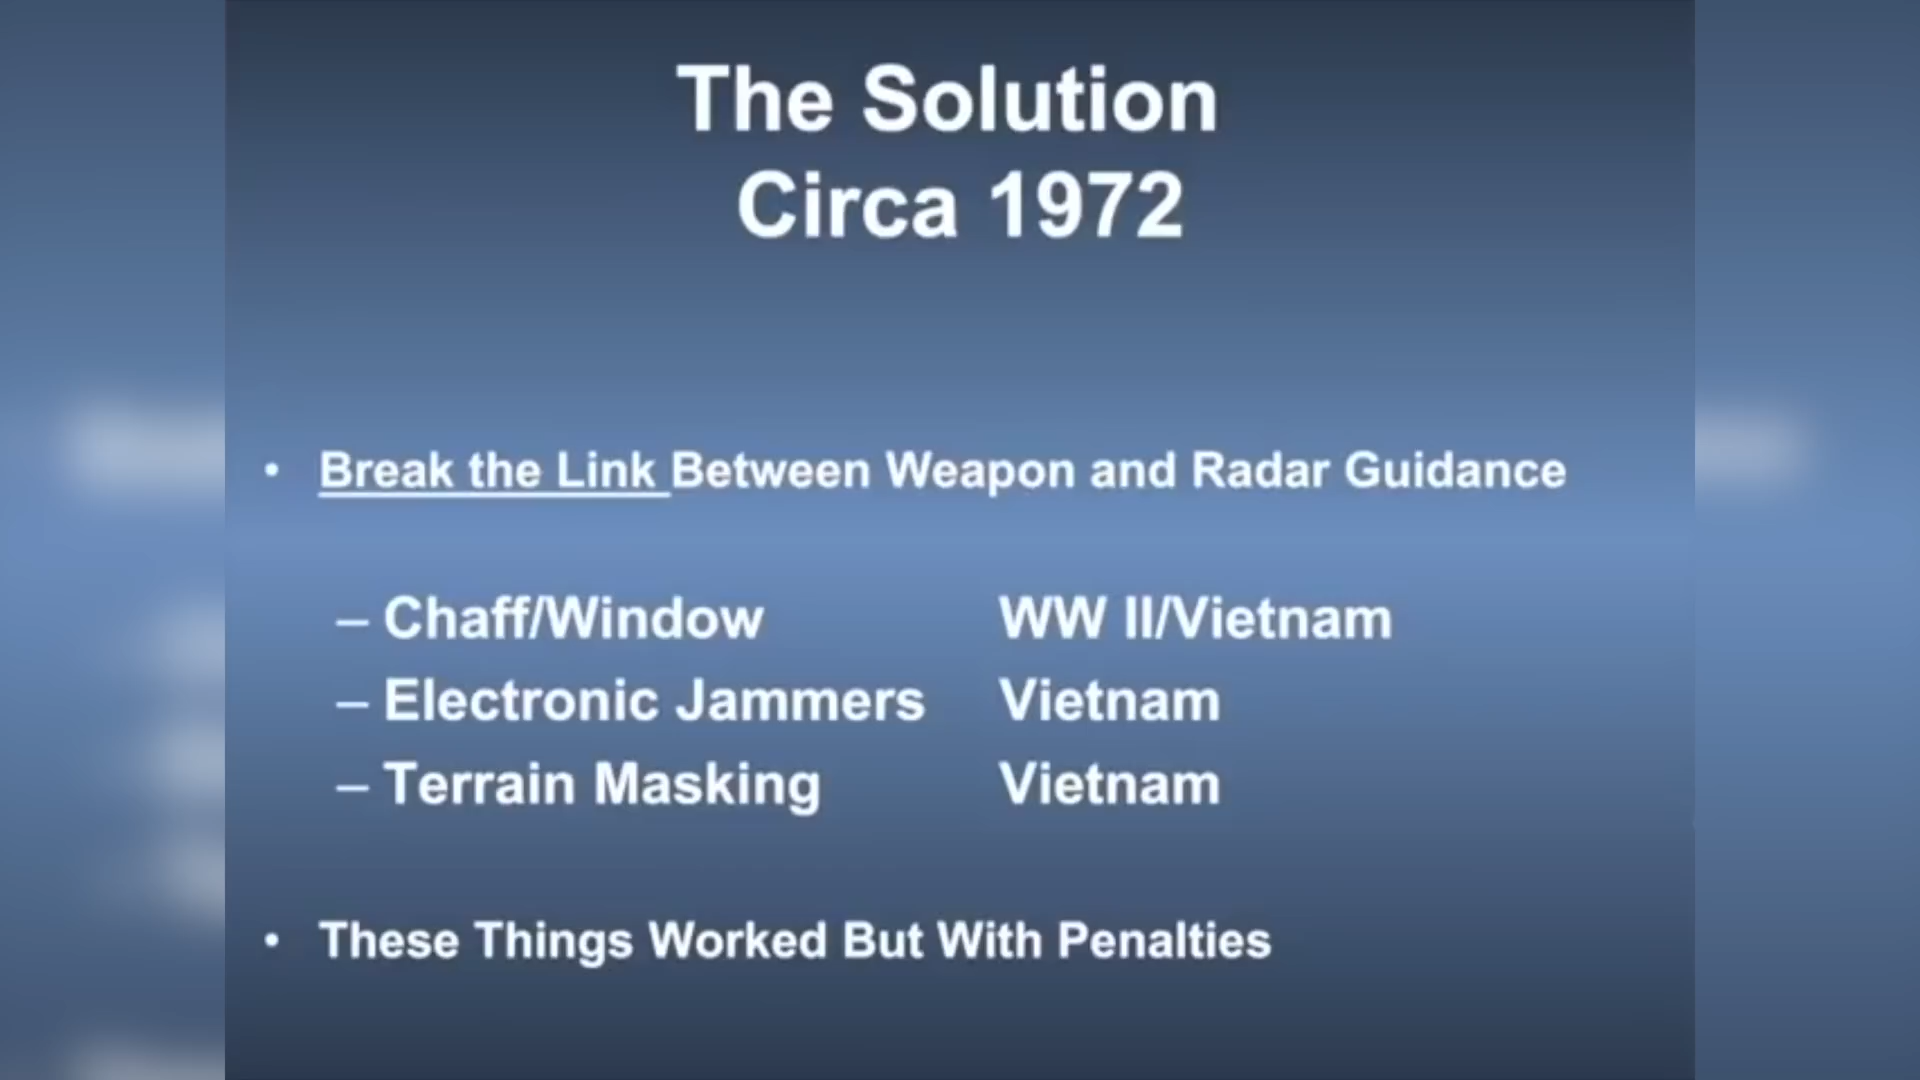 The Solution
Circa 1972
• Break the Link Between Weapon and Radar Guidance
– Chaff/Window WW II/Vietnam
– Electronic Jammers Vietnam
– Terrain Masking Vietnam
• These Things Worked But With Penalties